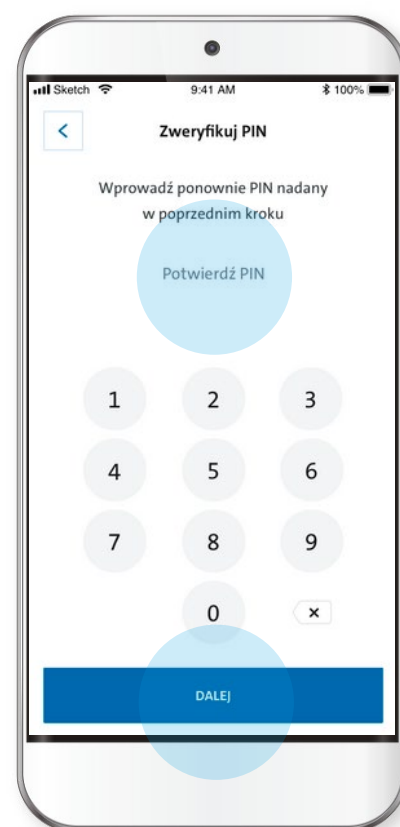 Sketch 9:41 AM 100%
Zweryfikuj PIN
Wprowadź ponownie PIN nadany
w poprzednim kroku
Potwierdź PIN
1 2 3
4 5 6
7 8 9
0
DALEJ